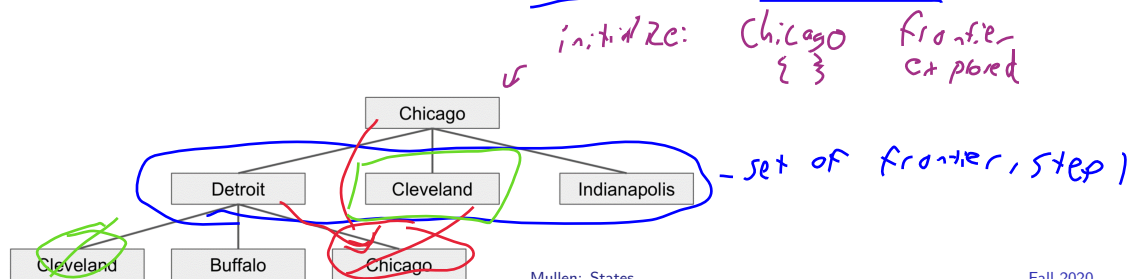 initialize: Chicago frontier
{ } explored
Chicago
- set of frontier, step 1
Detroit Cleveland Indianapolis
Cleveland Buffalo Chicago
Mullen: States Fall 2020